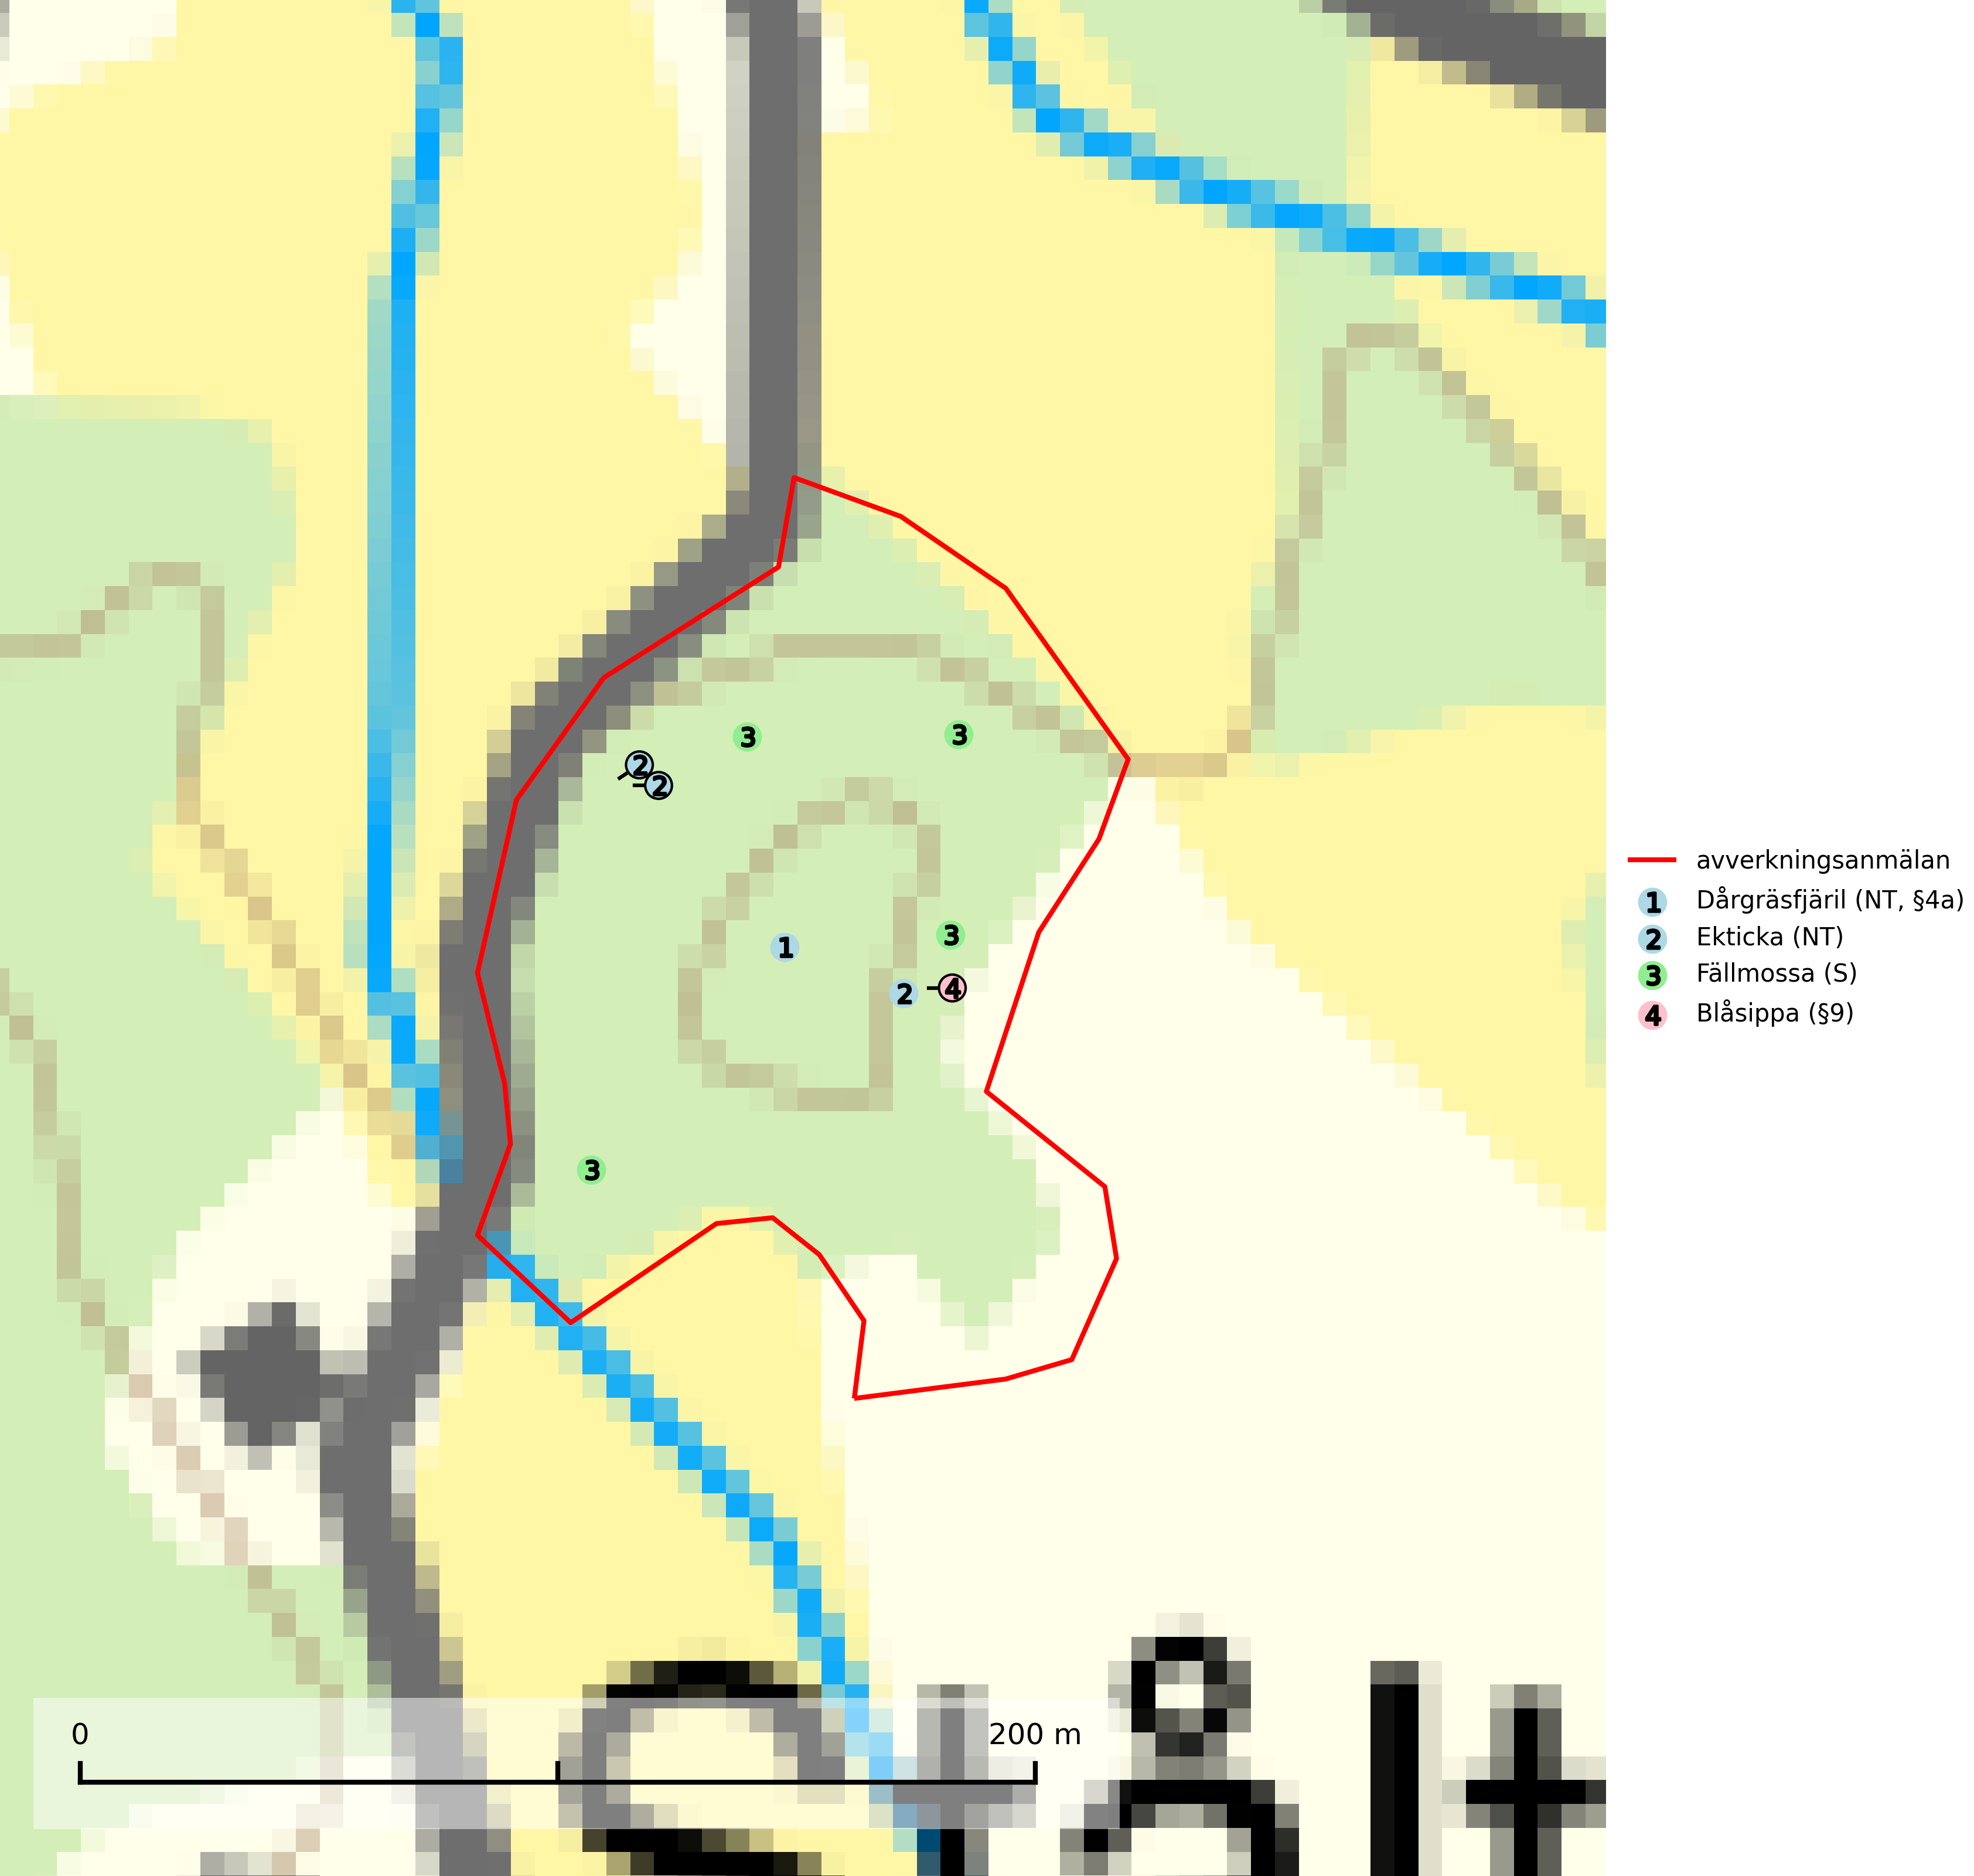 3
3
2
2
3
1
2
4
3
avverkningsanmälan
1 Dårgräsfjäril (NT, §4a)
2 Ekticka (NT)
3 Fällmossa (S)
4 Blåsippa (§9)
0
200 m